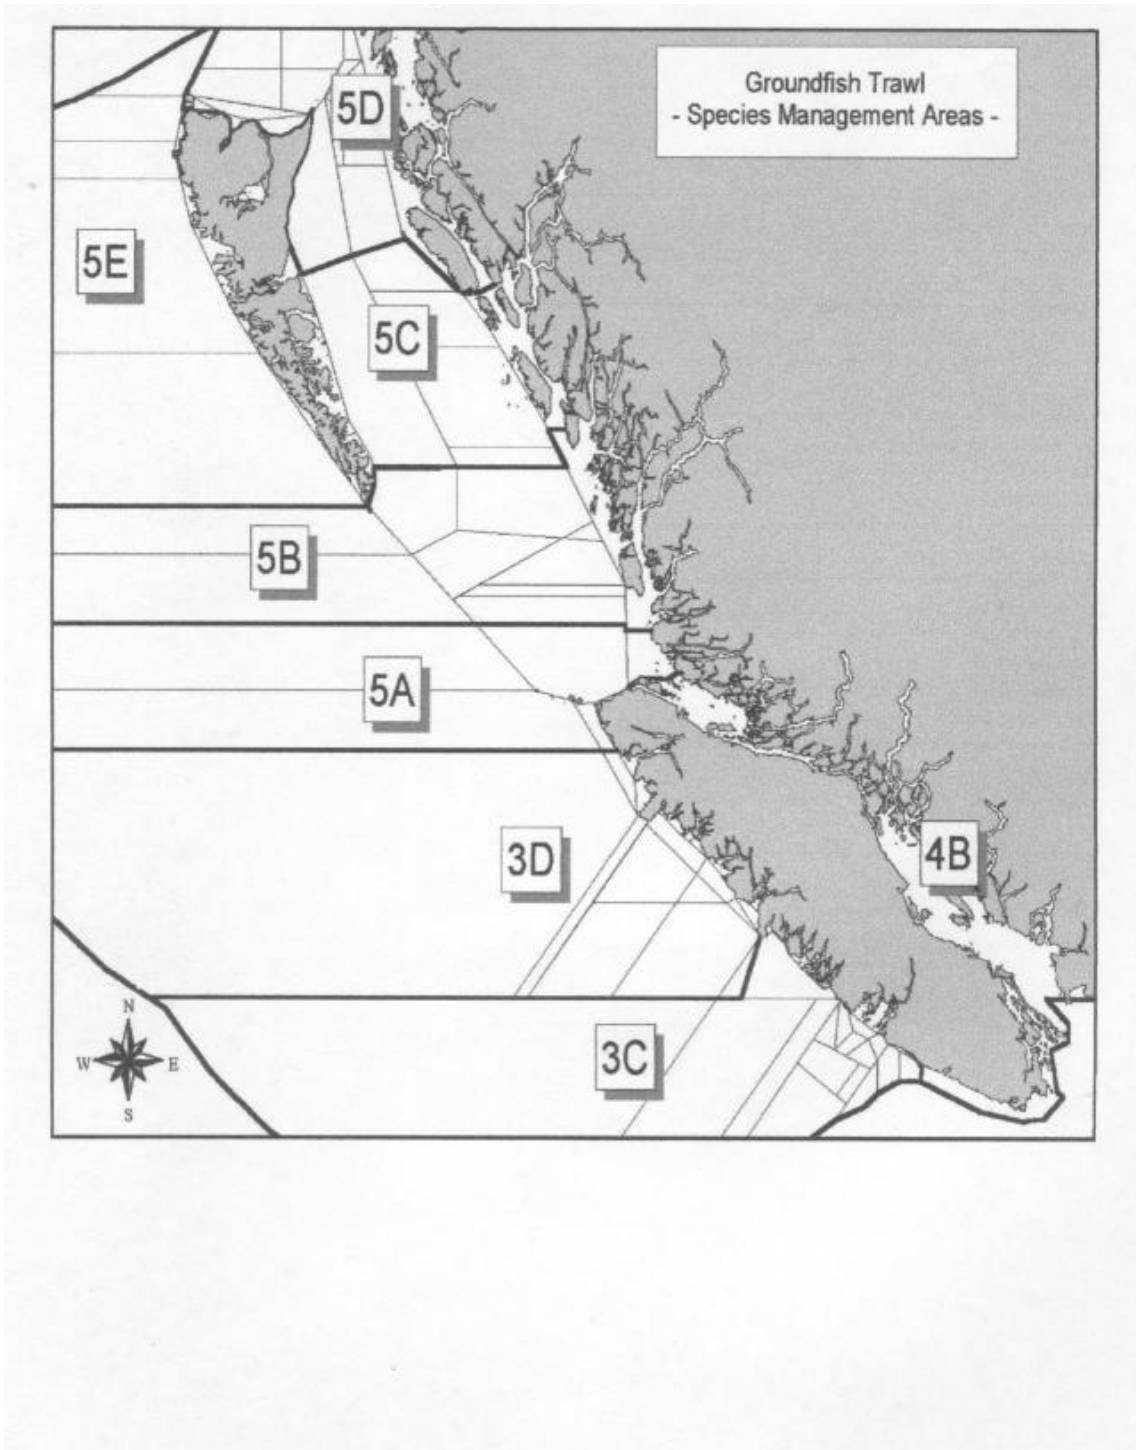 Groundfish Trawl
- Species Management Areas -
5D
5E
5C
5B
5A
3D
4B
3C
N
W E
S